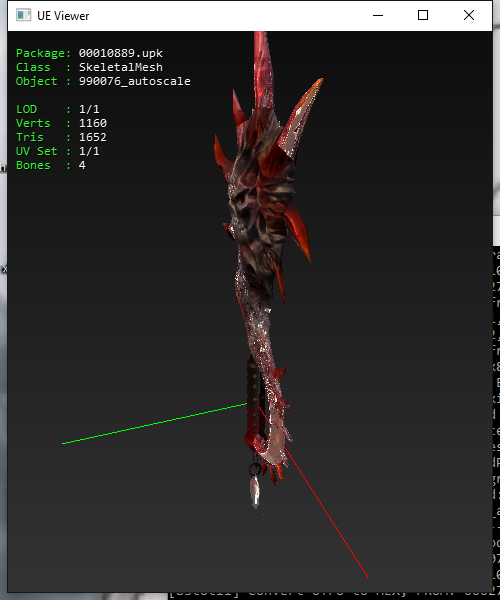 UE Viewer
Package: 00010889.upk
Class : SkeletalMesh
Object : 990076_autoscale
LOD : 1/1
Verts : 1160
Tris : 1652
UV Set : 1/1
Bones : 4